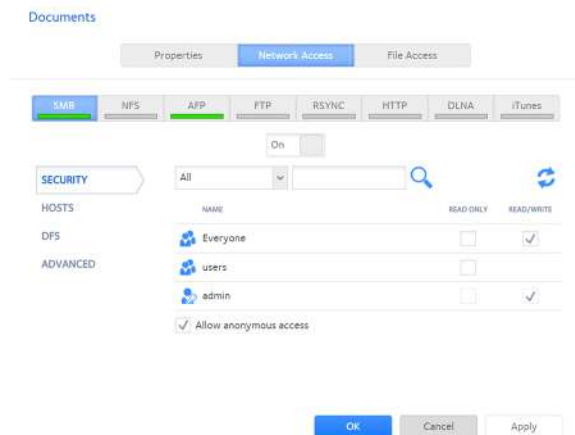 Documents
Properties Network Access File Access
SMB NFS AFP FTP RSYNC HTTP DLNA iTunes
On
SECURITY All
HOSTS NAME READ ONLY READ/WRITE
DFS Everyone
ADVANCED users
admin
Allow anonymous access
OK Cancel Apply